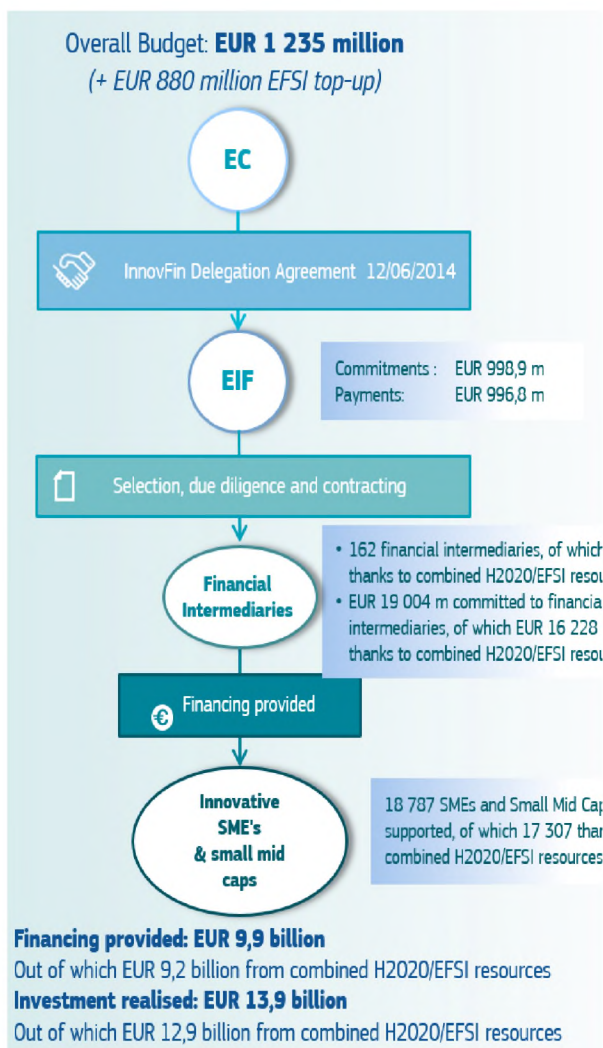 Overall Budget: EUR 1 235 million
(+ EUR 880 million EFSI top-up)
EC
InnovFin Delegation Agreement 12/06/2014
EIF
Commitments : EUR 998,9 m
Payments: EUR 996,8 m
Selection, due diligence and contracting
• 162 financial intermediaries, of which
thanks to combined H2020/EFSI
• EUR 19 004 m committed to
intermediaries, of which EUR 16 228
thanks to combined H2020/EFSI
Financial
Intermediaries
€ Financing provided
Innovative
SME's
& small mid
caps
18 787 SMEs and Small Mid
supported, of which 17 307
combined H2020/EFSI resources
Financing provided: EUR 9,9 billion
Out of which EUR 9,2 billion from combined H2020/EFSI resources
Investment realised: EUR 13,9 billion
Out of which EUR 12,9 billion from combined H2020/EFSI resources